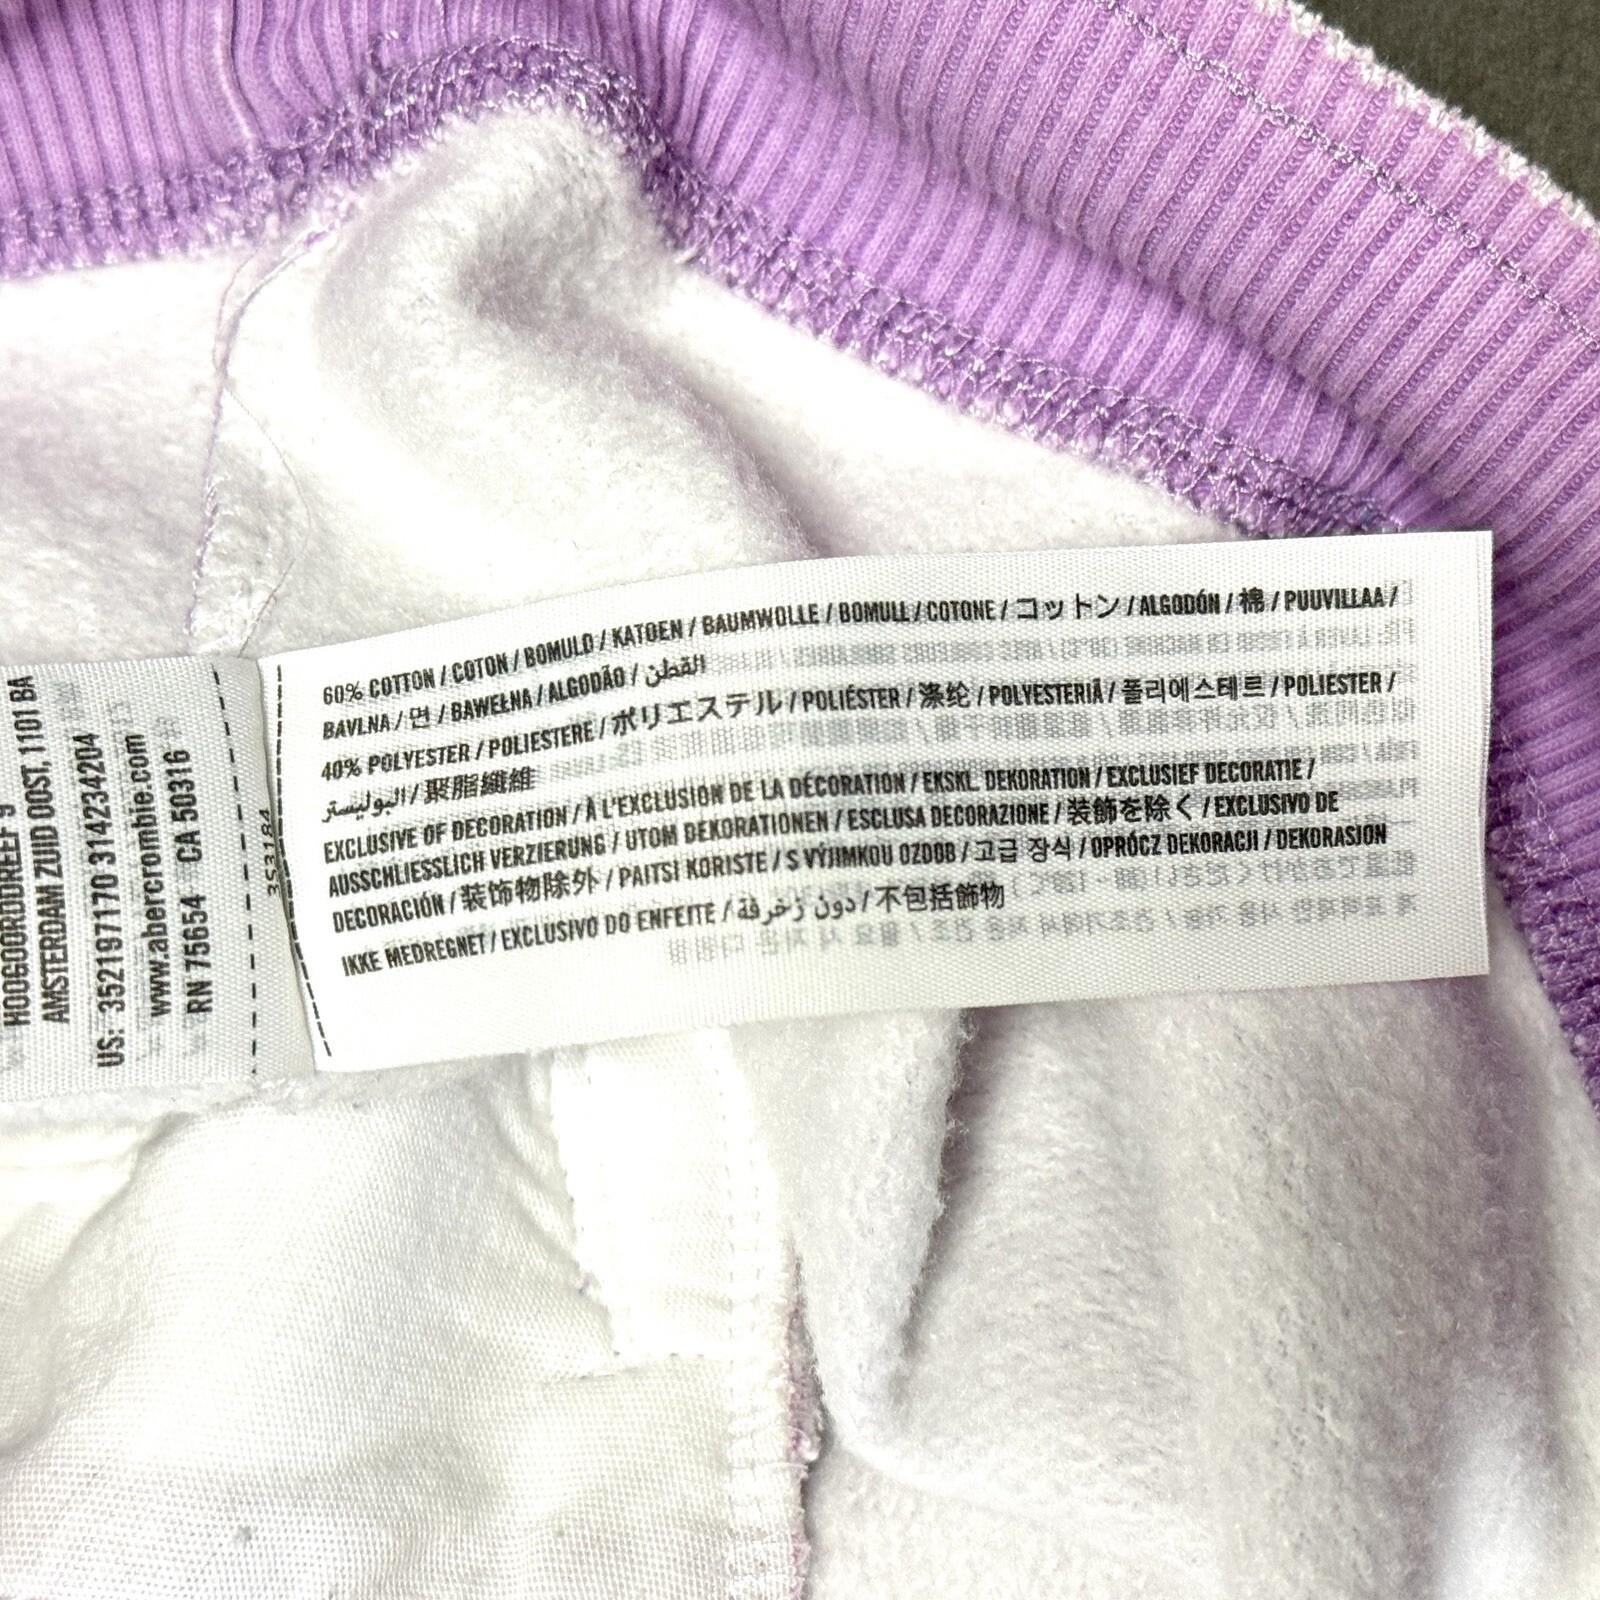 HOOGOORDDREEF 9
AMSTERDAM ZUID OOST, 1101 BA
US: 3521971170 3142234204
www.abercrombie.com
RN 75654 CA 50316
353184
60% COTTON / COTON / BOMULD / KATOEN / BAUMWOLLE / BOMULL / COTONE / コットン / ALGODÓN / 棉 / PUUVILLAA /
BAVLNA / 면 / BAWEŁNA / ALGODÃO / القطن
40% POLYESTER / POLIESTERE / ポリエステル / POLIÉSTER / 涤纶 / POLYESTERIÄ / 폴리에스테르 / POLIESTER /
البوليستر / 聚脂纖維
EXCLUSIVE OF DECORATION / À L'EXCLUSION DE LA DÉCORATION / EKSKL. DEKORATION / EXCLUSIEF DECORATIE /
AUSSCHLIESSLICH VERZIERUNG / UTOM DEKORATIONEN / ESCLUSA DECORAZIONE / 装飾を除く / EXCLUSIVO DE
DECORACIÓN / 装饰物除外 / PAITSI KORISTE / S VÝJIMKOU OZDOB / 고급 장식 / OPRÓCZ DEKORACJI / DEKORASJON
IKKE MEDREGNET / EXCLUSIVO DO ENFEITE / دون زخرفة / 不包括飾物